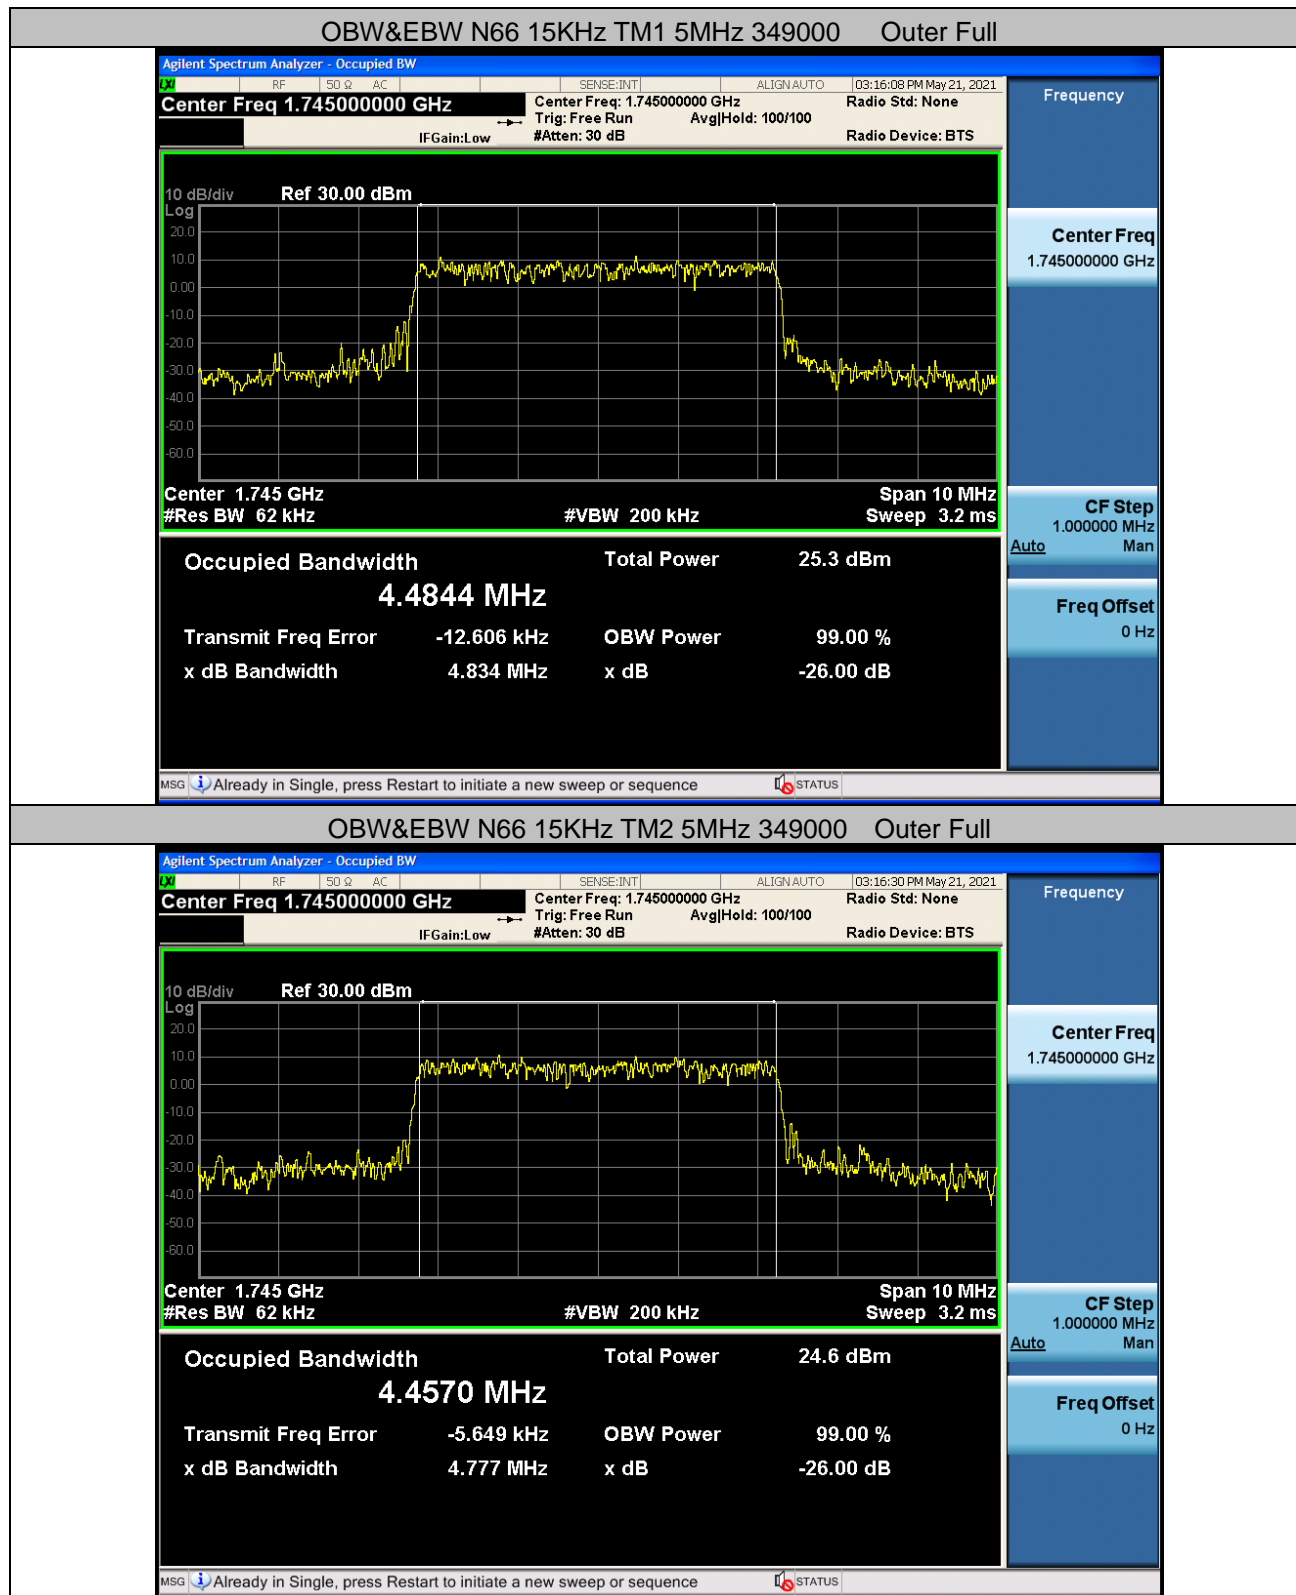 OBW&EBW N66 15KHz TM1 5MHz 349000 Outer Full
Agilent Spectrum Analyzer - Occupied BW
LXI RF 50 Ω AC SENSE:INT ALIGN AUTO 03:16:08 PM May 21, 2021
Center Freq 1.745000000 GHz
Center Freq: 1.745000000 GHz
Radio Std: None
Trig: Free Run Avg|Hold: 100/100
IFGain:Low #Atten: 30 dB Radio Device: BTS
Frequency
10 dB/div Ref 30.00 dBm
Log
20.0
10.0
0.00
-10.0
-20.0
-30.0
-40.0
-50.0
-60.0
Center 1.745 GHz Span 10 MHz
#Res BW 62 kHz #VBW 200 kHz Sweep 3.2 ms
Center Freq
1.745000000 GHz
CF Step
1.000000 MHz
Auto Man
Freq Offset
0 Hz
Occupied Bandwidth Total Power 25.3 dBm
4.4844 MHz
Transmit Freq Error -12.606 kHz OBW Power 99.00 %
x dB Bandwidth 4.834 MHz x dB -26.00 dB
MSG Already in Single, press Restart to initiate a new sweep or sequence STATUS
OBW&EBW N66 15KHz TM2 5MHz 349000 Outer Full
Agilent Spectrum Analyzer - Occupied BW
LXI RF 50 Ω AC SENSE:INT ALIGN AUTO 03:16:30 PM May 21, 2021
Center Freq 1.745000000 GHz
Center Freq: 1.745000000 GHz
Radio Std: None
Trig: Free Run Avg|Hold: 100/100
IFGain:Low #Atten: 30 dB Radio Device: BTS
Frequency
10 dB/div Ref 30.00 dBm
Log
20.0
10.0
0.00
-10.0
-20.0
-30.0
-40.0
-50.0
-60.0
Center 1.745 GHz Span 10 MHz
#Res BW 62 kHz #VBW 200 kHz Sweep 3.2 ms
Center Freq
1.745000000 GHz
CF Step
1.000000 MHz
Auto Man
Freq Offset
0 Hz
Occupied Bandwidth Total Power 24.6 dBm
4.4570 MHz
Transmit Freq Error -5.649 kHz OBW Power 99.00 %
x dB Bandwidth 4.777 MHz x dB -26.00 dB
MSG Already in Single, press Restart to initiate a new sweep or sequence STATUS